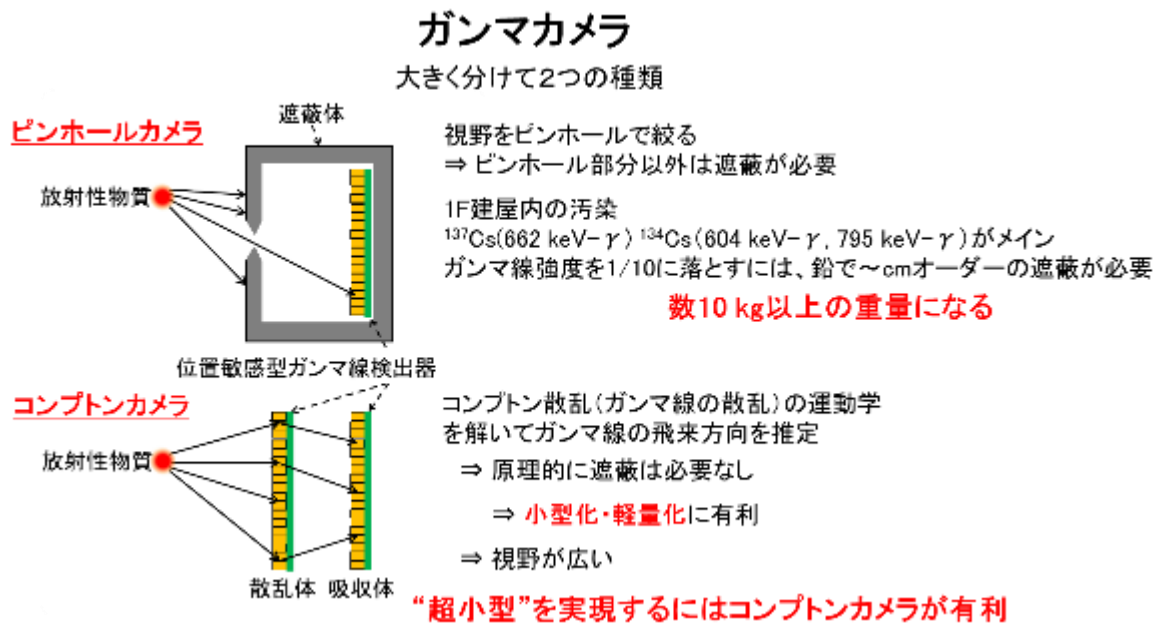 ガンマカメラ
大きく分けて2つの種類
ピンホールカメラ
遮蔽体
放射性物質
視野をピンホールで絞る
⇒ ピンホール部分以外は遮蔽が必要
1F建屋内の汚染
¹³⁷Cs(662 keV-γ) ¹³⁴Cs(604 keV-γ, 795 keV-γ)がメイン
ガンマ線強度を1/10に落とすには、鉛で～cmオーダーの遮蔽が必要
数10 kg以上の重量になる
位置敏感型ガンマ線検出器
コンプトンカメラ
放射性物質
散乱体 吸収体
コンプトン散乱(ガンマ線の散乱)の運動学
を解いてガンマ線の飛来方向を推定
⇒ 原理的に遮蔽は必要なし
⇒ 小型化・軽量化に有利
⇒ 視野が広い
“超小型”を実現するにはコンプトンカメラが有利